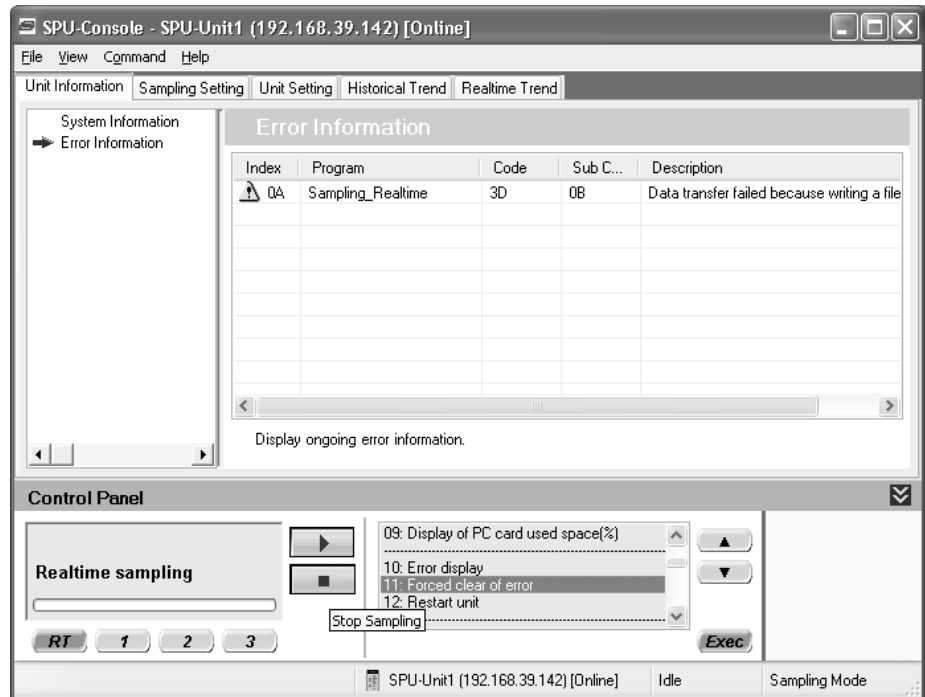 SPU-Console - SPU-Unit1 (192.168.39.142) [Online]
File View Command Help
Unit Information Sampling Setting Unit Setting Historical Trend Realtime Trend
System Information
Error Information
Error Information
Index Program Code Sub C... Description
0A Sampling_Realtime 3D 0B Data transfer failed because writing a file
Display ongoing error information.
Control Panel
Realtime sampling
RT 1 2 3
Stop Sampling
09: Display of PC card used space(%)
10: Error display
11: Forced clear of error
12: Restart unit
Exec
SPU-Unit1 (192.168.39.142) [Online] Idle Sampling Mode